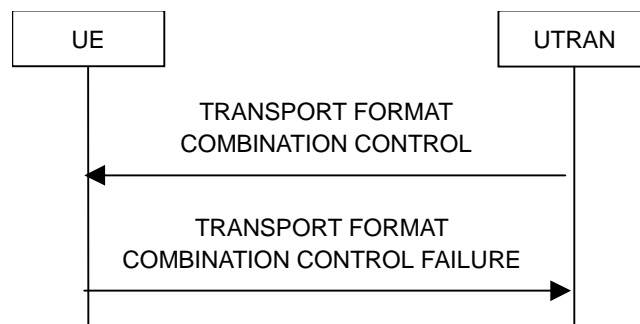 UE
UTRAN
TRANSPORT FORMAT
COMBINATION CONTROL
TRANSPORT FORMAT
COMBINATION CONTROL FAILURE